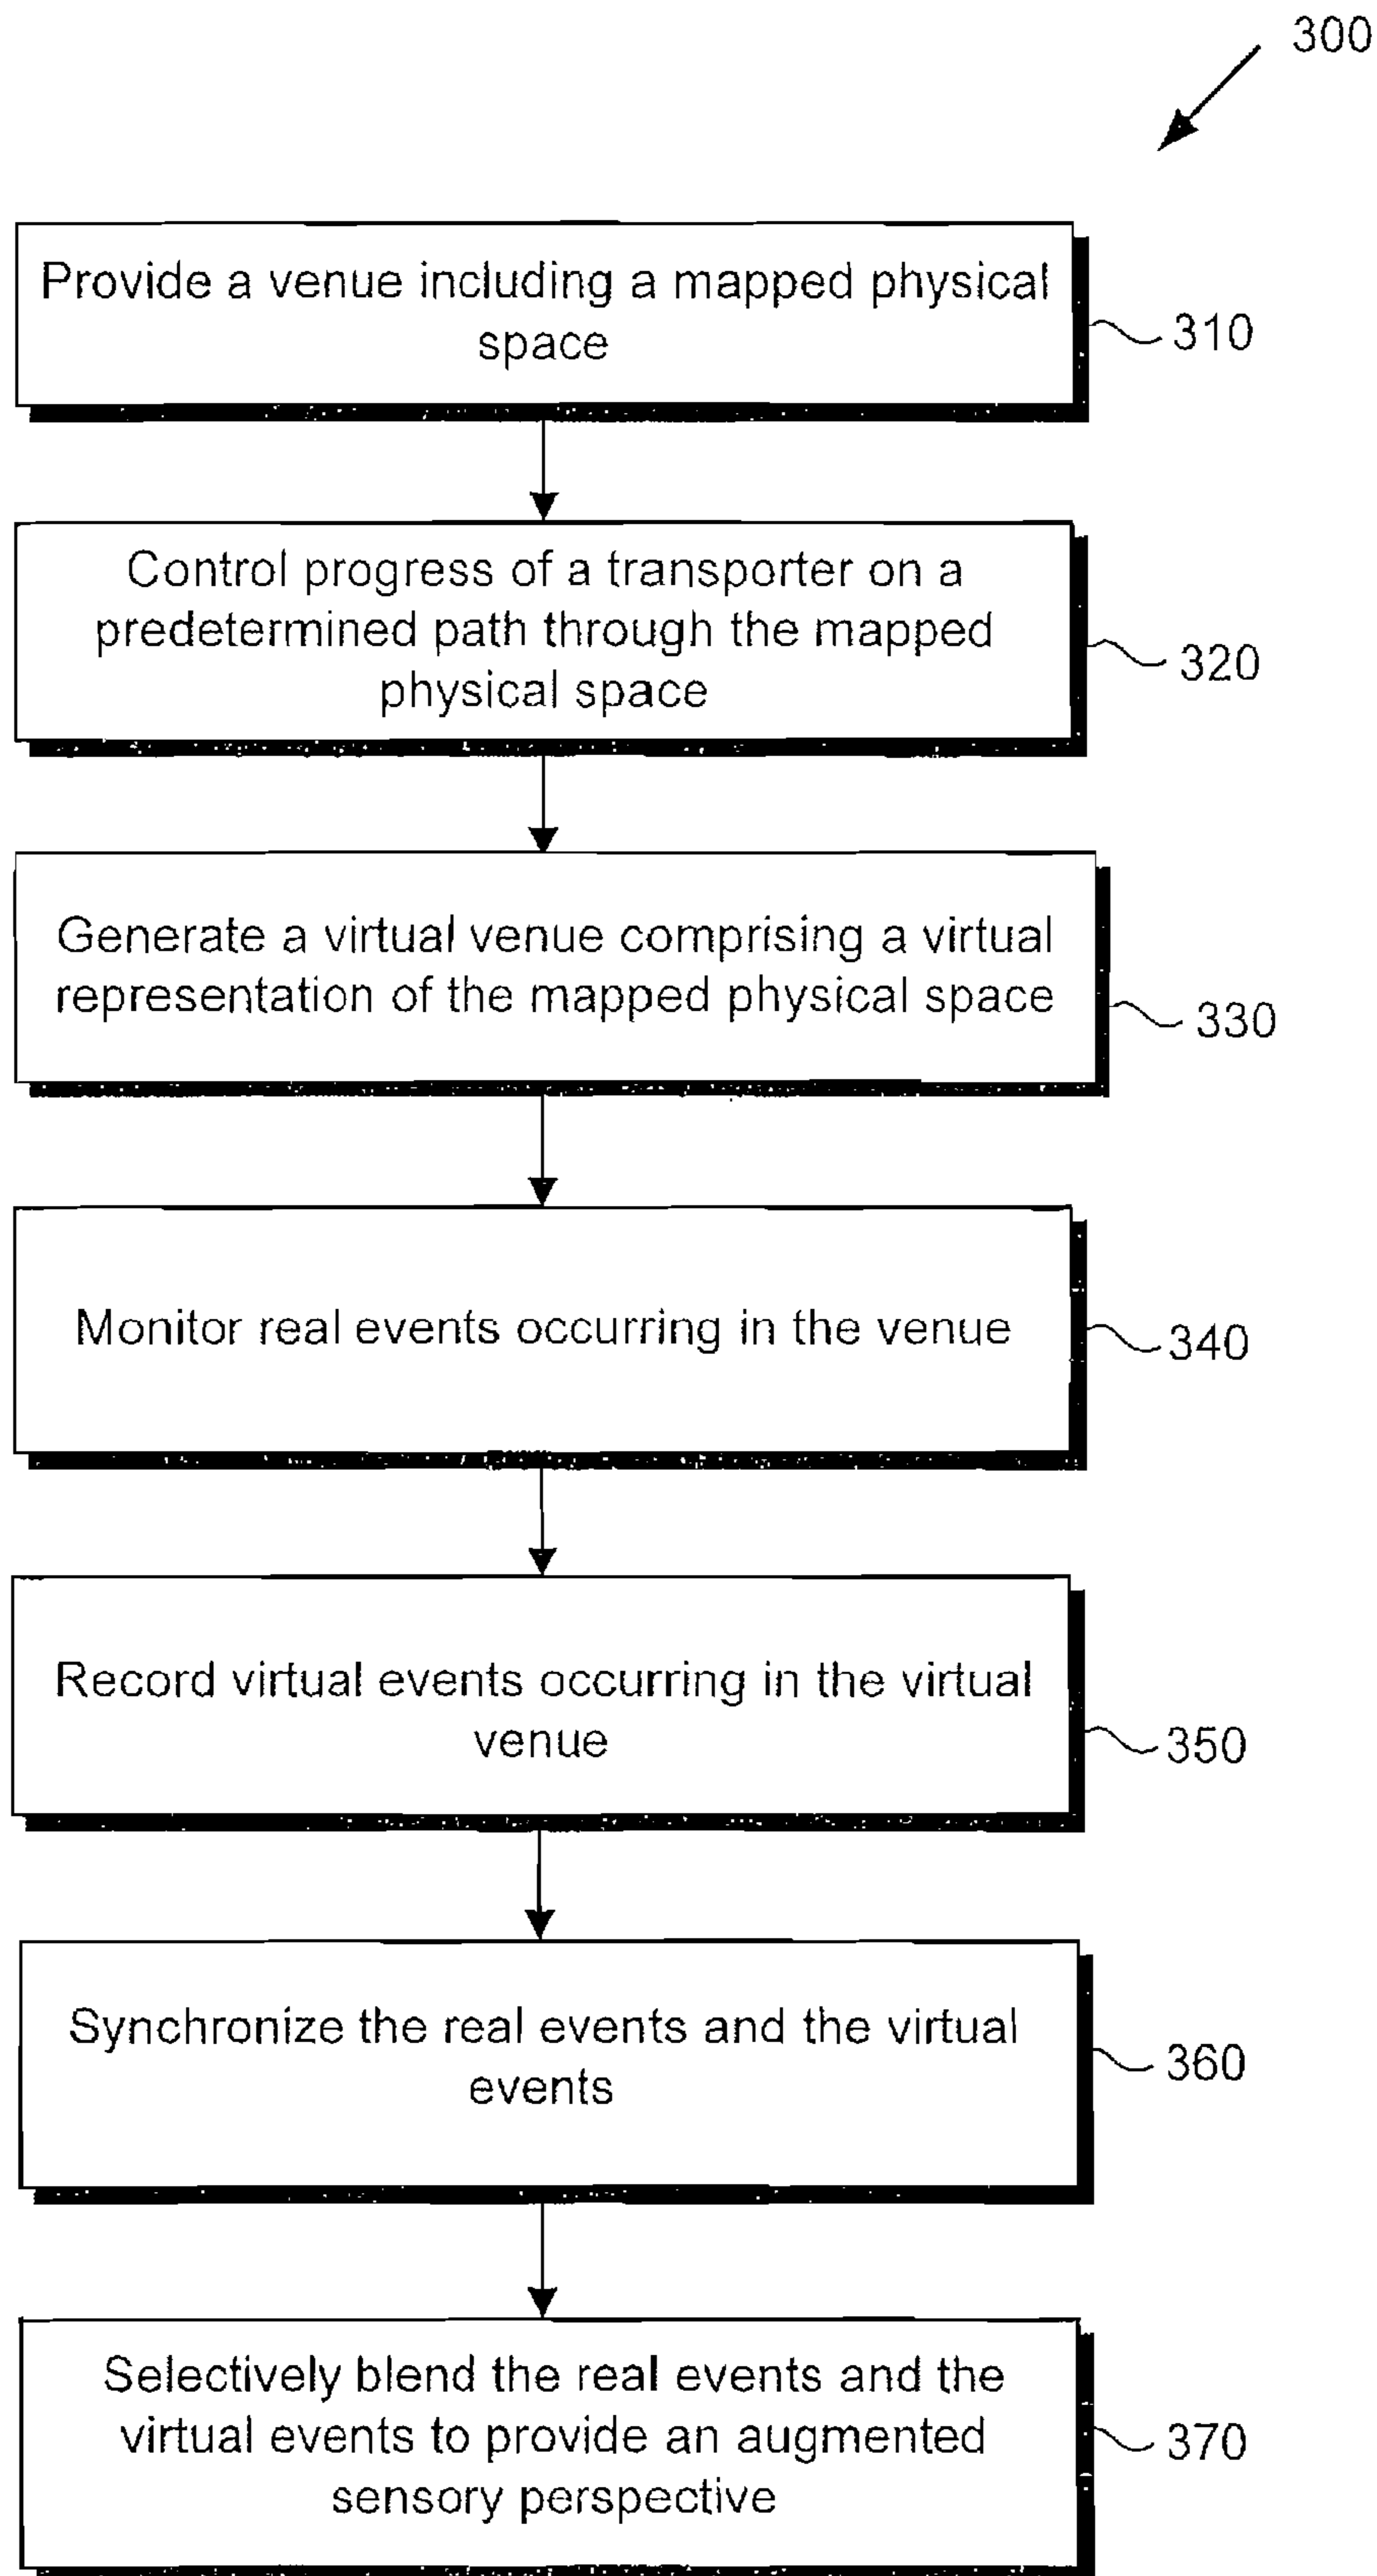 300
Provide a venue including a mapped physical
space
310
Control progress of a transporter on a
predetermined path through the mapped
physical space
320
Generate a virtual venue comprising a virtual
representation of the mapped physical space
330
Monitor real events occurring in the venue
340
Record virtual events occurring in the virtual
venue
350
Synchronize the real events and the virtual
events
360
Selectively blend the real events and the
virtual events to provide an augmented
sensory perspective
370